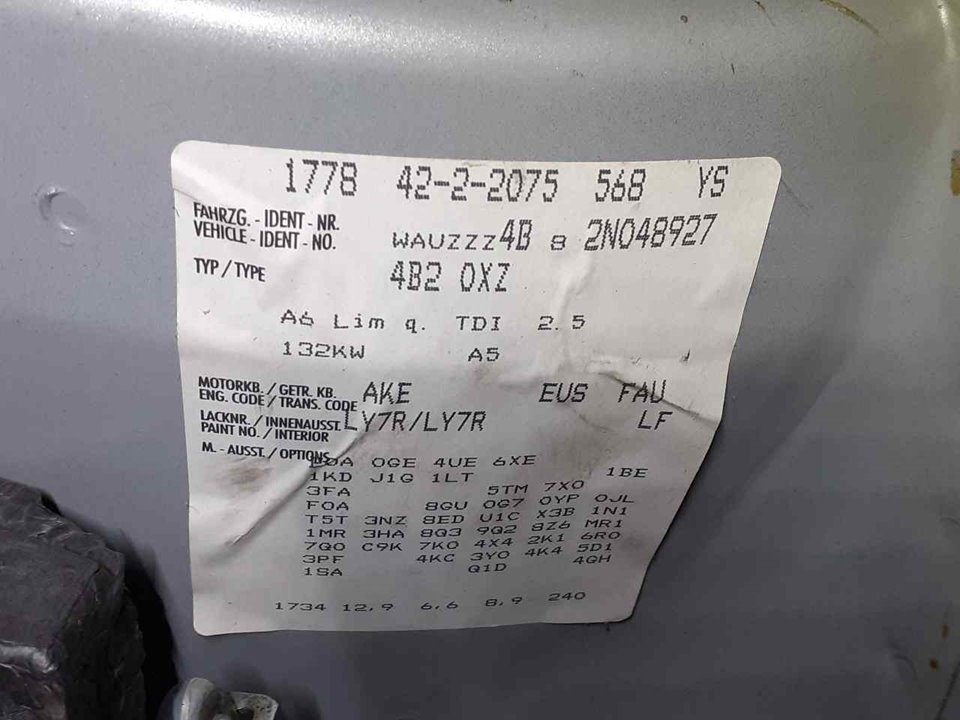 1778 42-2-2075 568 YS
FAHRZG. - IDENT - NR.
VEHICLE - IDENT - NO. WAUZZZ4B 8 2N048927
TYP / TYPE 4B2 0XZ
A6 Lim q. TDI 2.5
132KW A5
MOTORKB. / GETR. KB.
ENG. CODE / TRANS. CODE AKE EUS FAU
LACKNR. / INNENAUSST.
PAINT NO. / INTERIOR LY7R/LY7R LF
M. - AUSST. / OPTIONS
E0A 0GE 4UE 6XE
1KD J1G 1LT 1BE
3FA 5TM 7X0
F0A 8GU 0G7 0YP 0JL
T5T 3NZ 8ED U1C X3B 1N1
1MR 3HA 8Q3 9Q2 8Z6 MR1
7Q0 C9K 7K0 4X4 2K1 6R0
3PF 4KC 3Y0 4K4 5D1
1SA Q1D 4GH
1734 12,9 6,6 8,9 240